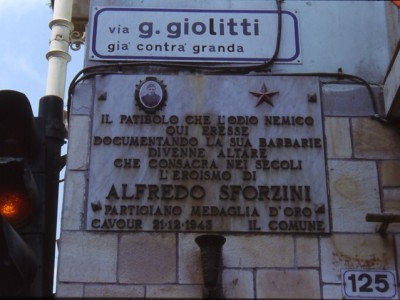 via g. giolitti
già contrà granda
IL PATIBOLO CHE L'ODIO NEMICO
QUI ERESSE
DOCUMENTANDO LA SUA BARBARIE
DIVENNE ALTARE
CHE CONSACRA NEI SECOLI
L'EROISMO DI
ALFREDO SFORZINI
PARTIGIANO MEDAGLIA D'ORO
CAVOUR 21-12-1943 IL COMUNE
125